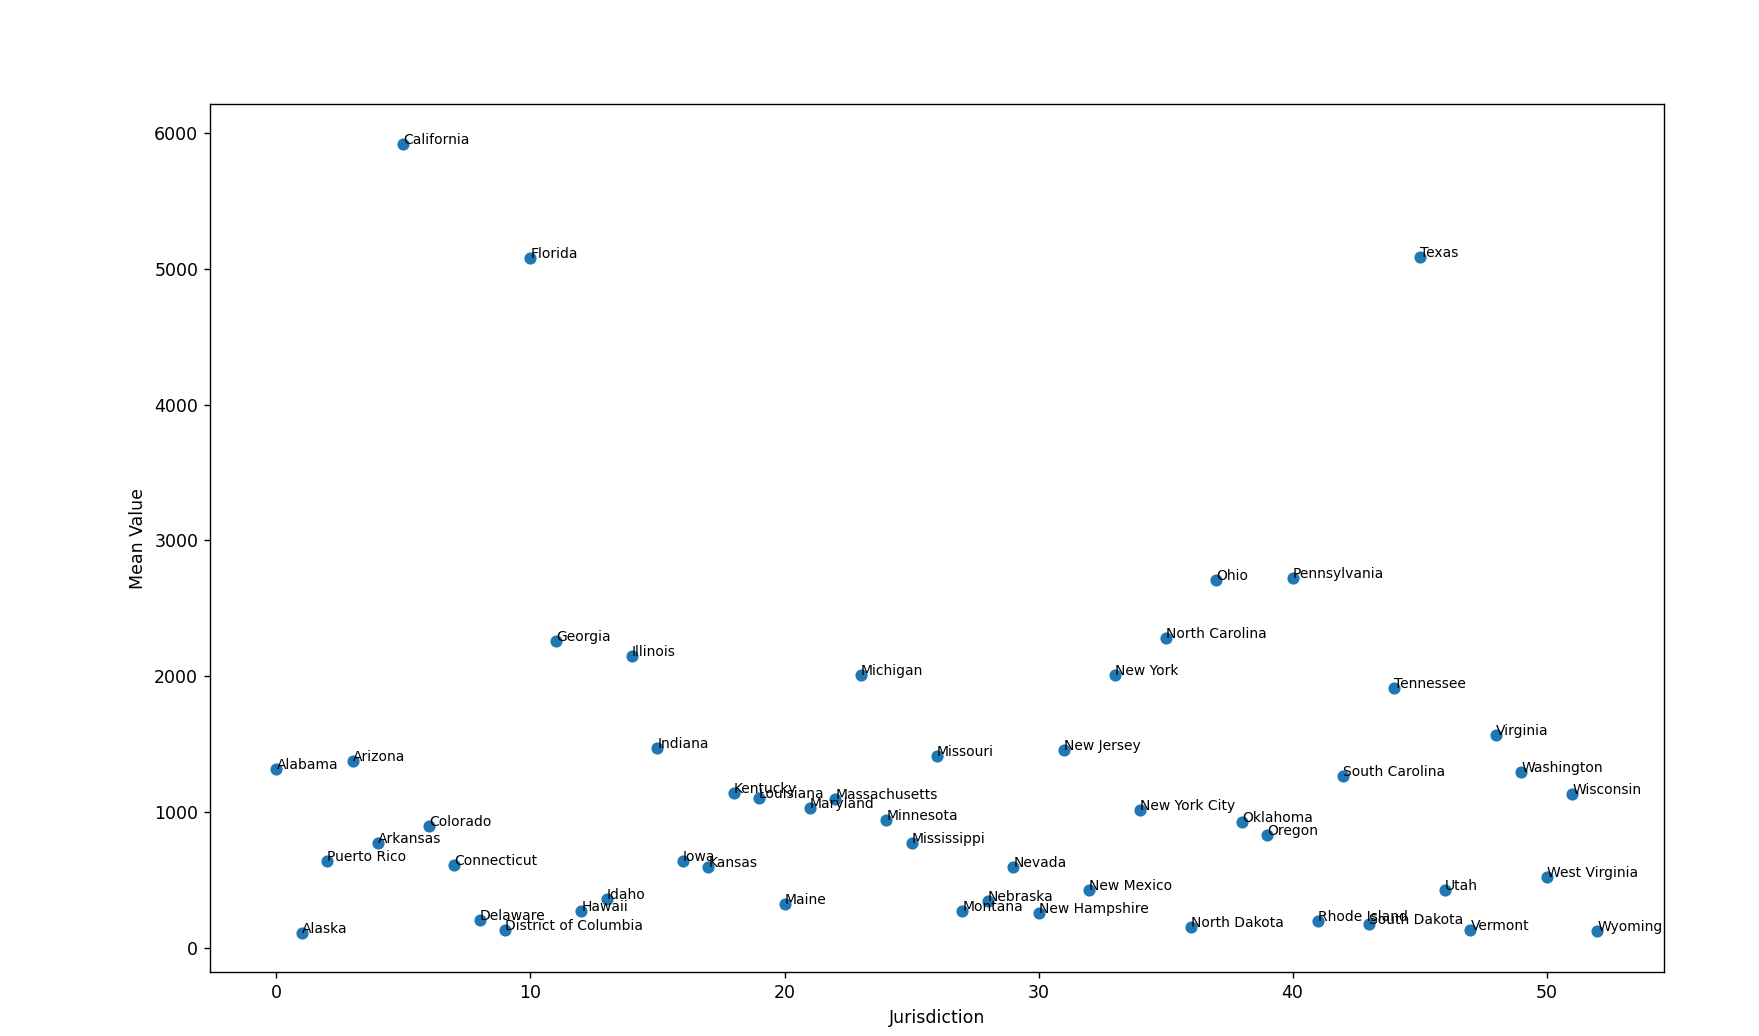 6000
California
Florida
Texas
5000
4000
3000
Mean Value
Ohio
Pennsylvania
North Carolina
Georgia
Illinois
2000
Michigan
New York
Tennessee
Virginia
Indiana
New Jersey
Missouri
Arizona
Alabama
South Carolina
Washington
Kentucky
Louisiana
Massachusetts
Wisconsin
Maryland
New York City
1000
Colorado
Minnesota
Oklahoma
Oregon
Arkansas
Mississippi
Puerto Rico
Connecticut
Iowa
Kansas
Nevada
West Virginia
New Mexico
Utah
Idaho
Maine
Nebraska
Hawaii
Montana
New Hampshire
Delaware
District of Columbia
Rhode Island
South Dakota
North Dakota
Vermont
Wyoming
Alaska
0
0 10 20 30 40 50
Jurisdiction